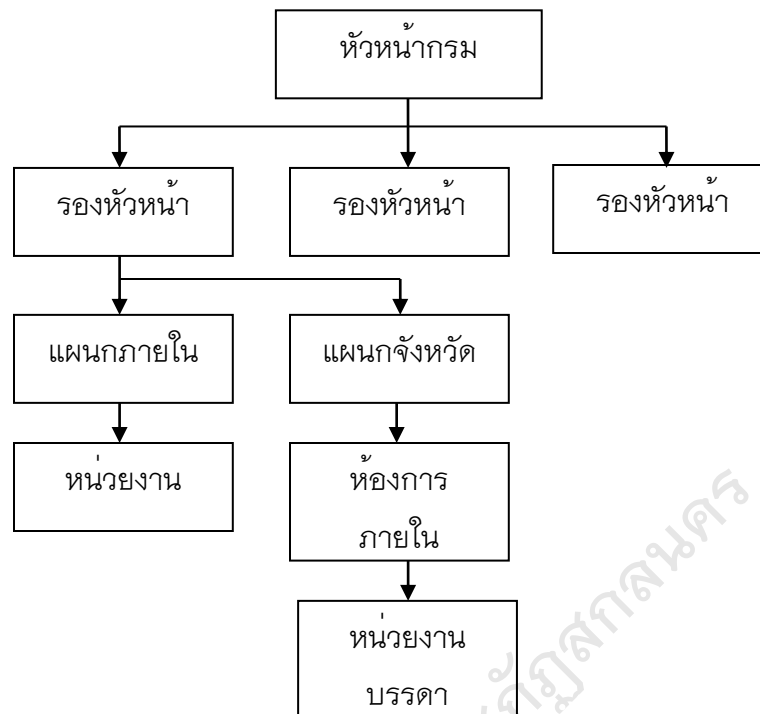 หัวหน้ากรม
รองหัวหน้า
รองหัวหน้า
รองหัวหน้า
แผนกภายใน
แผนกจังหวัด
หน่วยงาน
ห้องการ
ภายใน
หน่วยงาน
บรรดา